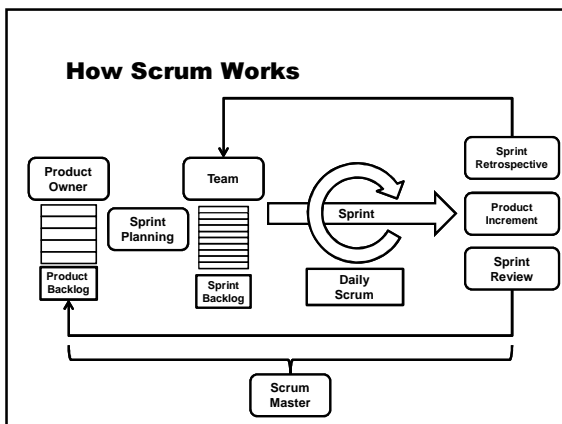 How Scrum Works
Product
Owner
Sprint
Planning
Team
Product
Backlog
Sprint
Backlog
Sprint
Daily
Scrum
Sprint
Retrospective
Product
Increment
Sprint
Review
Scrum
Master